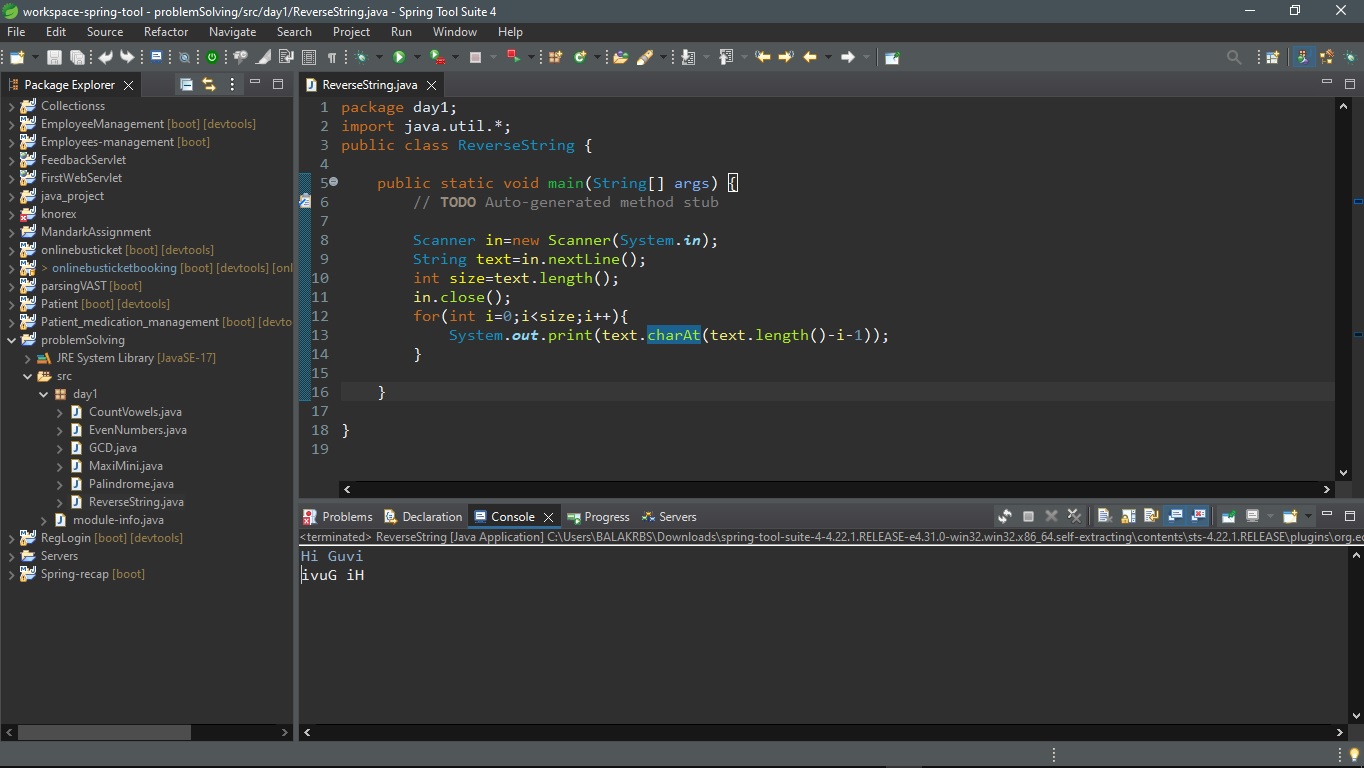 workspace-spring-tool - problemSolving/src/day1/ReverseString.java - Spring Tool Suite 4
File Edit Source Refactor Navigate Search Project Run Window Help
Package Explorer
Collectionss
EmployeeManagement [boot] [devtools]
Employees-management [boot]
FeedbackServlet
FirstWebServlet
java_project
knorex
MandarkAssignment
onlinebusticket [boot] [devtools]
> onlinebusticketbooking [boot] [devtools] [onl
parsingVAST [boot]
Patient [boot] [devtools]
Patient_medication_management [boot] [devto
problemSolving
JRE System Library [JavaSE-17]
src
day1
CountVowels.java
EvenNumbers.java
GCD.java
MaxiMini.java
Palindrome.java
ReverseString.java
module-info.java
RegLogin [boot] [devtools]
Servers
Spring-recap [boot]
ReverseString.java
1 package day1;
2 import java.util.*;
3 public class ReverseString {
4
5 public static void main(String[] args) {
6 // TODO Auto-generated method stub
7
8 Scanner in=new Scanner(System.in);
9 String text=in.nextLine();
10 int size=text.length();
11 in.close();
12 for(int i=0;i<size;i++){
13 System.out.print(text.charAt(text.length()-i-1));
14 }
15
16 }
17
18 }
19
Problems Declaration Console Progress Servers
<terminated> ReverseString [Java Application] C:\Users\BALAKRBS\Downloads\spring-tool-suite-4-4.22.1.RELEASE-e4.31.0-win32.win32.x86_64.self-extracting\contents\sts-4.22.1.RELEASE\plugins\org.ec
Hi Guvi
ivuG iH